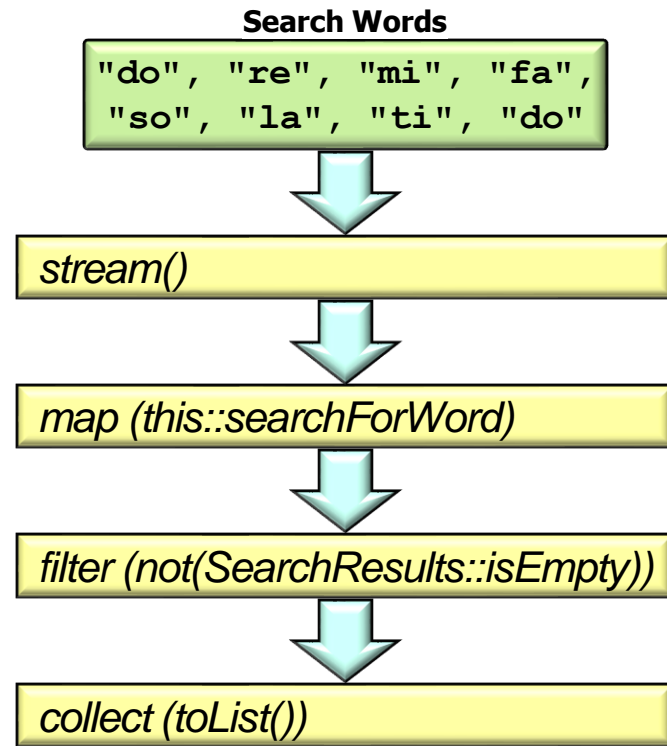 Search Words
"do", "re", "mi", "fa",
"so", "la", "ti", "do"
stream()
map (this::searchForWord)
filter (not(SearchResults::isEmpty))
collect (toList())